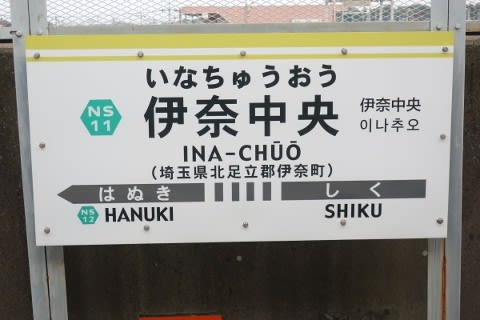 いなちゅうおう
NS
11
伊奈中央
伊奈中央
이나추오
INA-CHŪŌ
(埼玉県北足立郡伊奈町)
はぬき しく
NS
12
HANUKI SHIKU